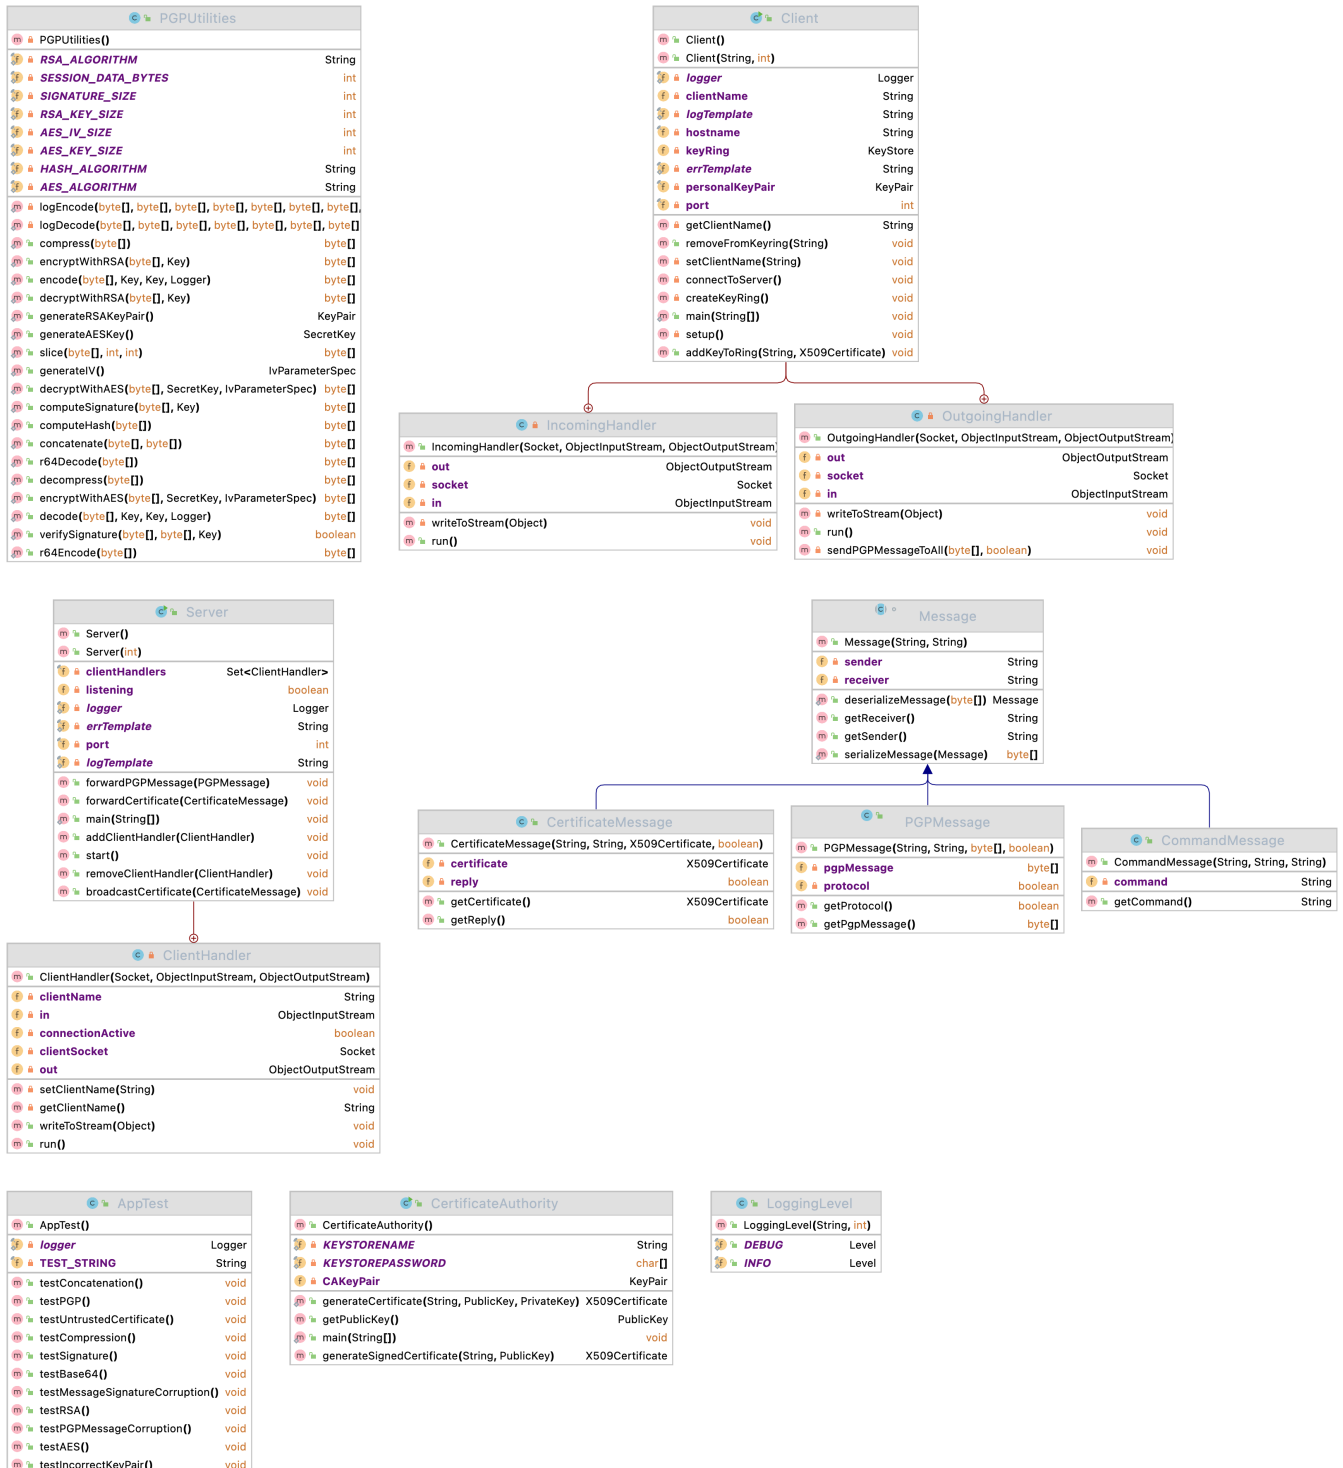 PGPUtilities
PGPUtilities()
RSA_ALGORITHM String
SESSION_DATA_BYTES int
SIGNATURE_SIZE int
RSA_KEY_SIZE int
AES_IV_SIZE int
AES_KEY_SIZE int
HASH_ALGORITHM String
AES_ALGORITHM String
logEncode(byte[], byte[], byte[], byte[], byte[], byte[], byte[],
logDecode(byte[], byte[], byte[], byte[], byte[], byte[], byte[]
compress(byte[]) byte[]
encryptWithRSA(byte[], Key) byte[]
encode(byte[], Key, Key, Logger) byte[]
decryptWithRSA(byte[], Key) byte[]
generateRSAKeyPair() KeyPair
generateAESKey() SecretKey
slice(byte[], int, int) byte[]
generateIV() IvParameterSpec
decryptWithAES(byte[], SecretKey, IvParameterSpec) byte[]
computeSignature(byte[], Key) byte[]
computeHash(byte[]) byte[]
concatenate(byte[], byte[]) byte[]
r64Decode(byte[]) byte[]
decompress(byte[]) byte[]
encryptWithAES(byte[], SecretKey, IvParameterSpec) byte[]
decode(byte[], Key, Key, Logger) byte[]
verifySignature(byte[], byte[], Key) boolean
r64Encode(byte[]) byte[]
Client
Client()
Client(String, int)
logger Logger
clientName String
logTemplate String
hostname String
keyRing KeyStore
errTemplate String
personalKeyPair KeyPair
port int
getClientName() String
removeFromKeyring(String) void
setClientName(String) void
connectToServer() void
createKeyRing() void
main(String[]) void
setup() void
addKeyToRing(String, X509Certificate) void
IncomingHandler
IncomingHandler(Socket, ObjectInputStream, ObjectOutputStream)
out ObjectOutputStream
socket Socket
in ObjectInputStream
writeToStream(Object) void
run() void
OutgoingHandler
OutgoingHandler(Socket, ObjectInputStream, ObjectOutputStream)
out ObjectOutputStream
socket Socket
in ObjectInputStream
writeToStream(Object) void
run() void
sendPGPMessageToAll(byte[], boolean) void
Server
Server()
Server(int)
clientHandlers Set<ClientHandler>
listening boolean
logger Logger
errTemplate String
port int
logTemplate String
forwardPGPMessage(PGPMessage) void
forwardCertificate(CertificateMessage) void
main(String[]) void
addClientHandler(ClientHandler) void
start() void
removeClientHandler(ClientHandler) void
broadcastCertificate(CertificateMessage) void
Message
Message(String, String)
sender String
receiver String
deserializeMessage(byte[]) Message
getReceiver() String
getSender() String
serializeMessage(Message) byte[]
CertificateMessage
CertificateMessage(String, String, X509Certificate, boolean)
certificate X509Certificate
reply boolean
getCertificate() X509Certificate
getReply() boolean
PGPMessage
PGPMessage(String, String, byte[], boolean)
pgpMessage byte[]
protocol boolean
getProtocol() boolean
getPgpMessage() byte[]
CommandMessage
CommandMessage(String, String, String)
command String
getCommand() String
ClientHandler
ClientHandler(Socket, ObjectInputStream, ObjectOutputStream)
clientName String
in ObjectInputStream
connectionActive boolean
clientSocket Socket
out ObjectOutputStream
setClientName(String) void
getClientName() String
writeToStream(Object) void
run() void
AppTest
AppTest()
logger Logger
TEST_STRING String
testConcatenation() void
testPGP() void
testUntrustedCertificate() void
testCompression() void
testSignature() void
testBase64() void
testMessageSignatureCorruption() void
testRSA() void
testPGPMessageCorruption() void
testAES() void
testIncorrectKeyPair() void
CertificateAuthority
CertificateAuthority()
KEYSTORENAME String
KEYSTOREPASSWORD char[]
CAKeyPair KeyPair
generateCertificate(String, PublicKey, PrivateKey) X509Certificate
getPublicKey() PublicKey
main(String[]) void
generateSignedCertificate(String, PublicKey) X509Certificate
LoggingLevel
LoggingLevel(String, int)
DEBUG Level
INFO Level